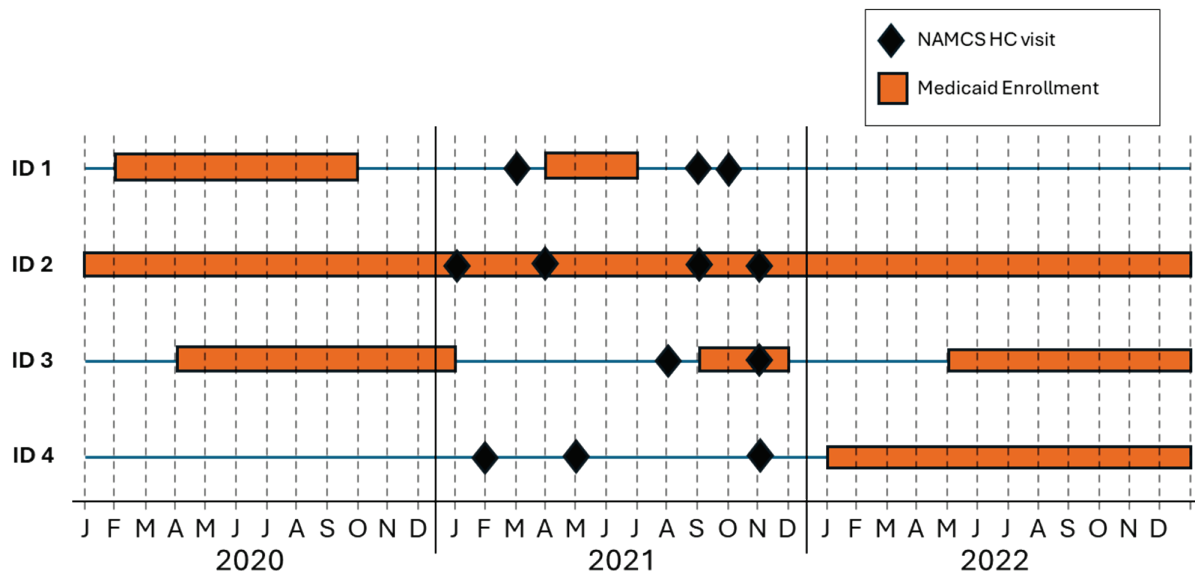 NAMCS HC visit
Medicaid Enrollment
ID 1
ID 2
ID 3
ID 4
J F M A M J J A S O N D J F M A M J J A S O N D J F M A M J J A S O N D
2020 2021 2022